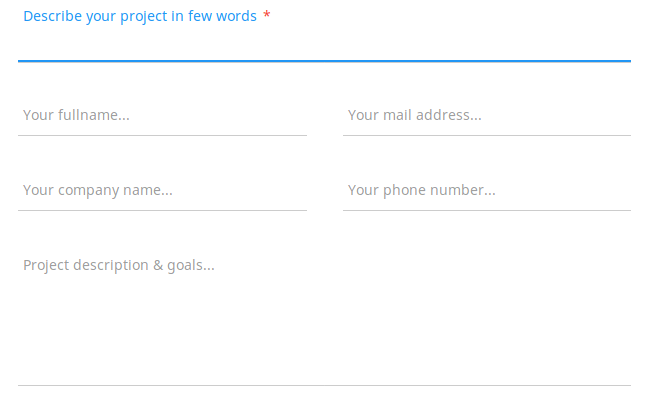 Describe your project in few words *
Your fullname...
Your mail address...
Your company name...
Your phone number...
Project description & goals...